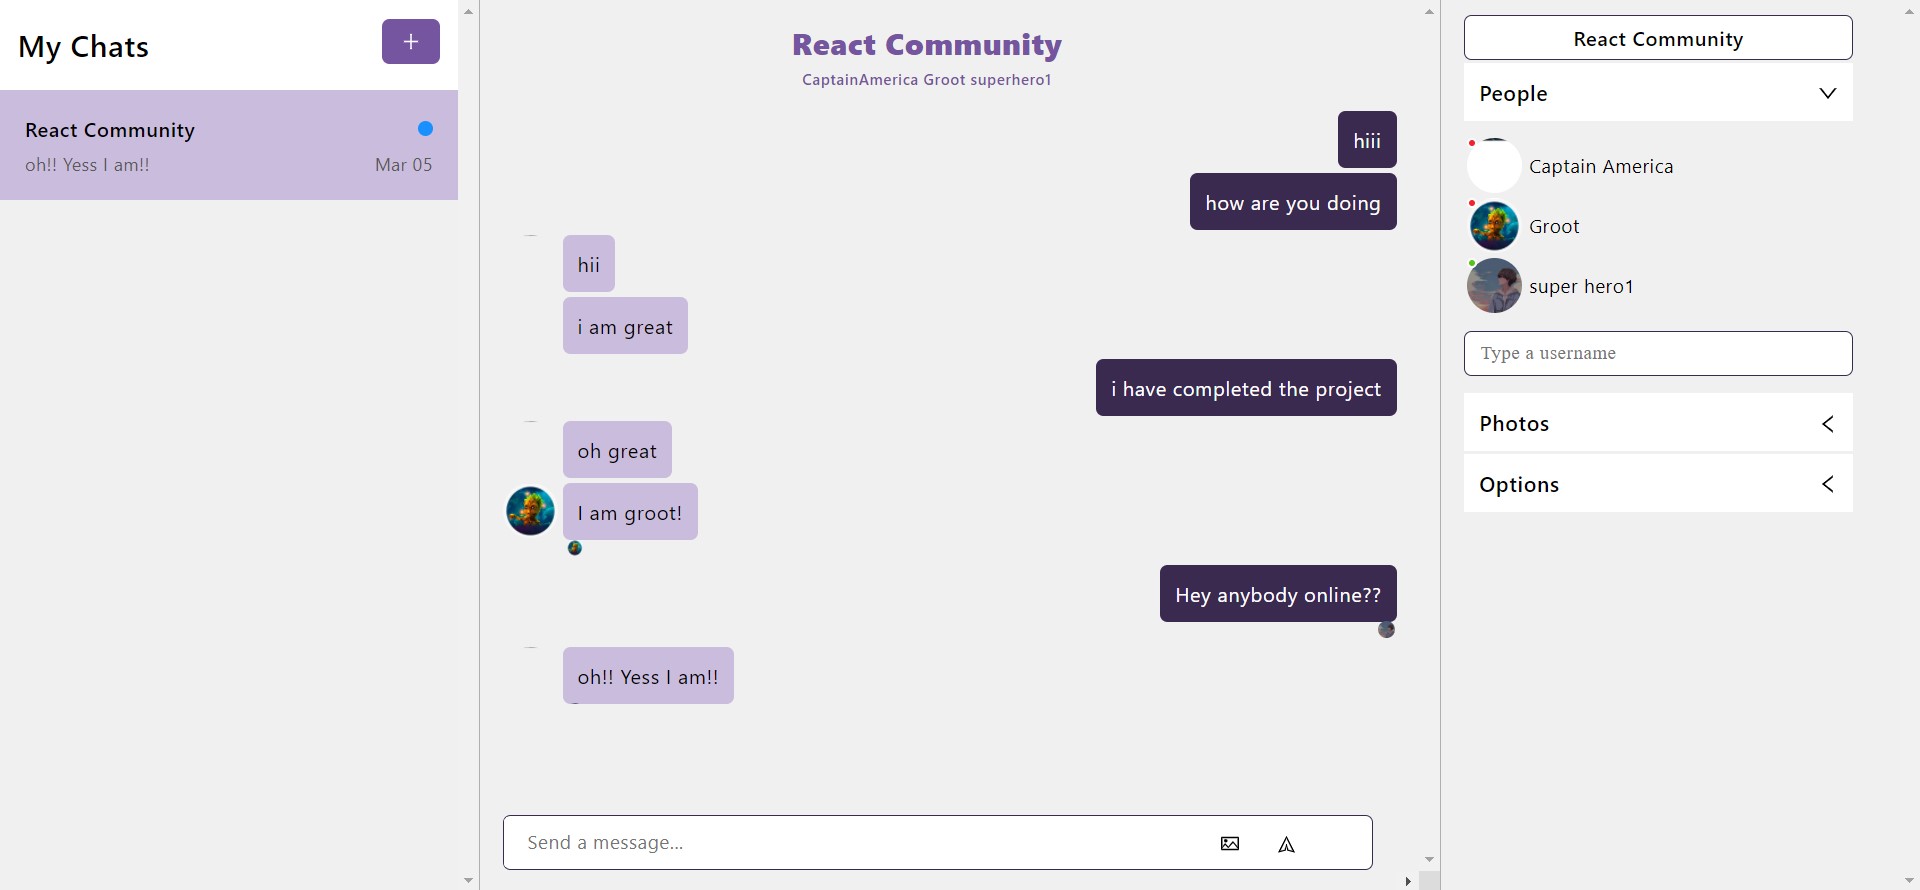 My Chats
+
React Community
oh!! Yess I am!! Mar 05
React Community
CaptainAmerica Groot superhero1
hiii
how are you doing
hii
i am great
i have completed the project
oh great
I am groot!
Hey anybody online??
oh!! Yess I am!!
Send a message...
React Community
People
Captain America
Groot
super hero1
Type a username
Photos
Options